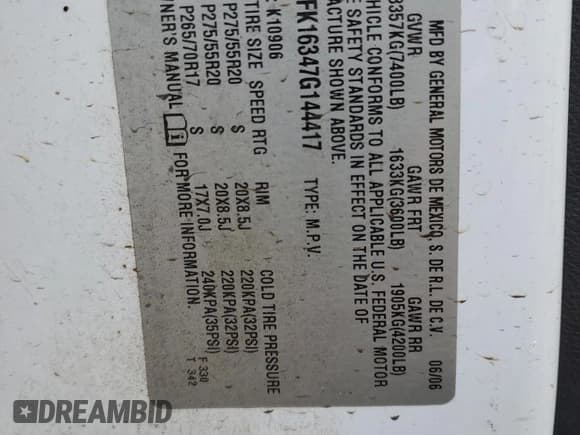 MFD BY GENERAL MOTORS DE MEXICO, S. DE R.L. DE C.V. 06/06
GVWR GAWR FRT GAWR RR
3357KG(7400LB) 1633KG(3600LB) 1905KG(4200LB)
VEHICLE CONFORMS TO ALL APPLICABLE U.S. FEDERAL MOTOR
E SAFETY STANDARDS IN EFFECT ON THE DATE OF
FACTURE SHOWN ABOVE.
FK16347G144417 TYPE: M.P.V.
: K10906
TIRE SIZE SPEED RTG RIM COLD TIRE PRESSURE
P275/55R20 S 20X8.5J 220KPA(32PSI)
P275/55R20 S 20X8.5J 220KPA(32PSI)
P265/70R17 S 17X7.0J 240KPA(35PSI)
NER'S MANUAL FOR MORE INFORMATION. F 330
T 342
DREAMBID